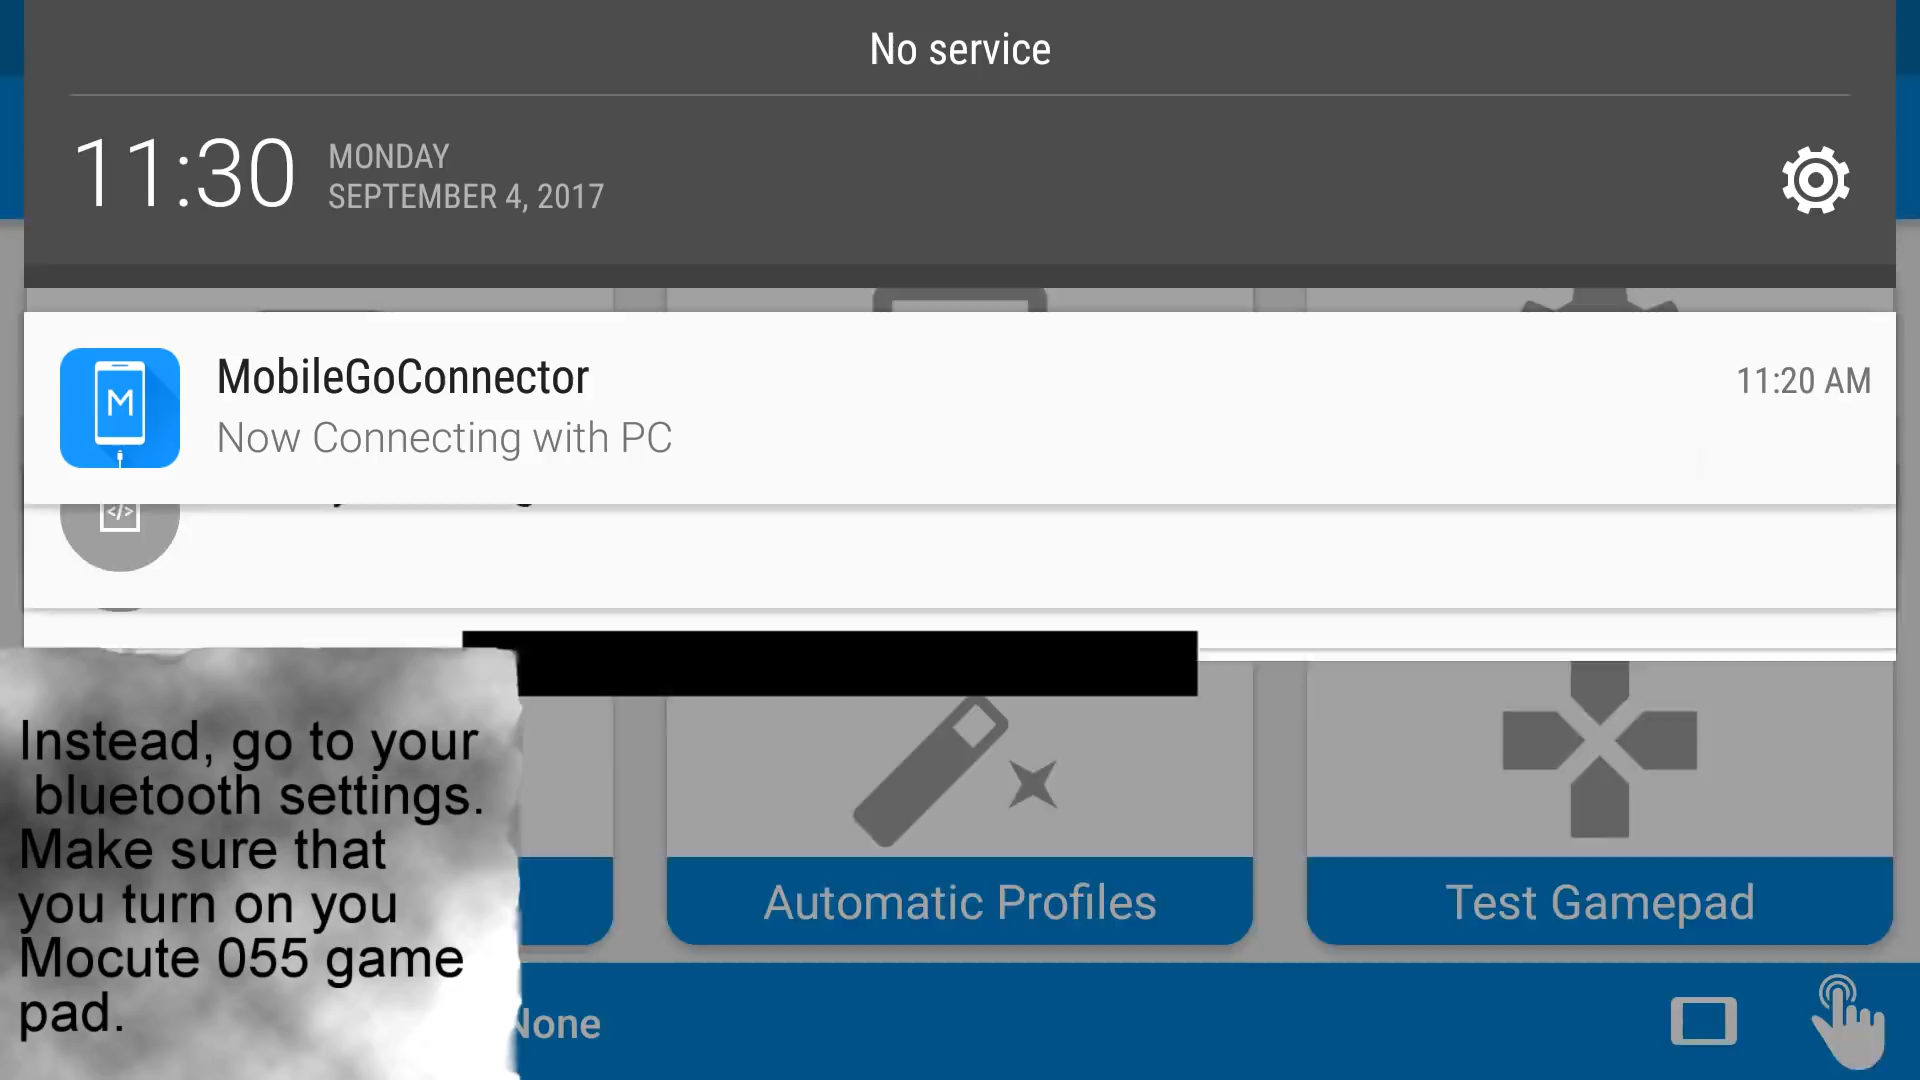 No service
11:30
MONDAY
SEPTEMBER 4, 2017
MobileGoConnector
11:20 AM
Now Connecting with PC
M
</>
Instead, go to your
bluetooth settings.
Make sure that
you turn on you
Mocute 055 game
pad.
Automatic Profiles
Test Gamepad
None